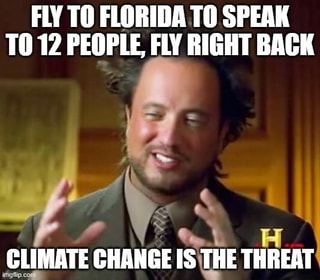 FLY TO FLORIDA TO SPEAK
TO 12 PEOPLE, FLY RIGHT BACK
H
CLIMATE CHANGE IS THE THREAT
imgflip.com